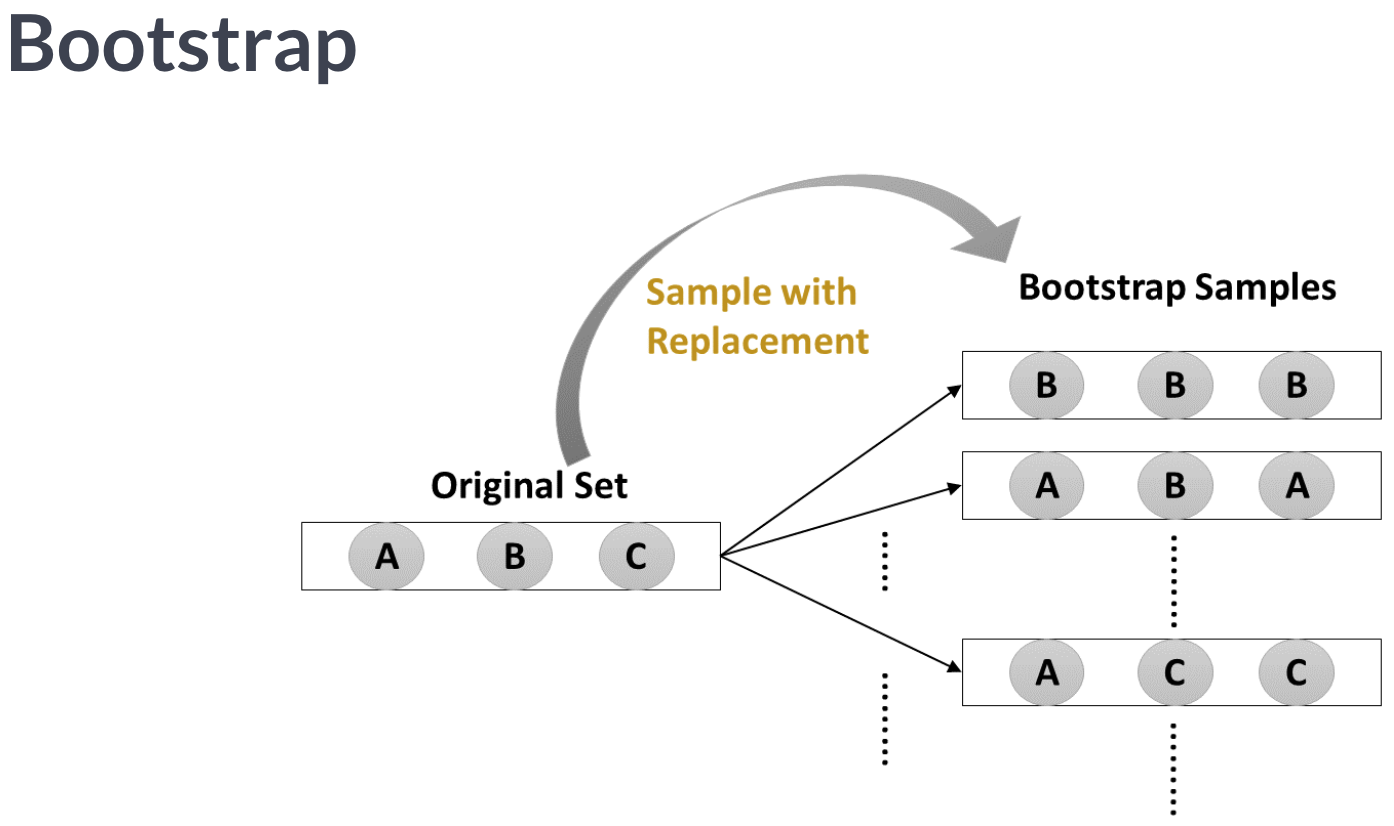 Bootstrap
Sample with
Replacement
Bootstrap Samples
B B B
A B A
Original Set
A B C
A C C